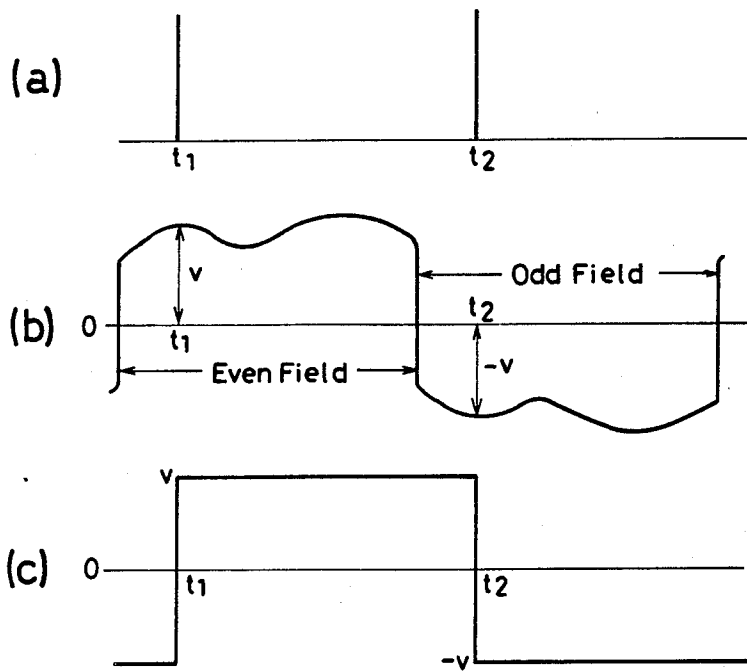 (a)
t1 t2
v
Odd Field
t2
(b) 0
t1
Even Field
-v
v
(c) 0
t1 t2
-v